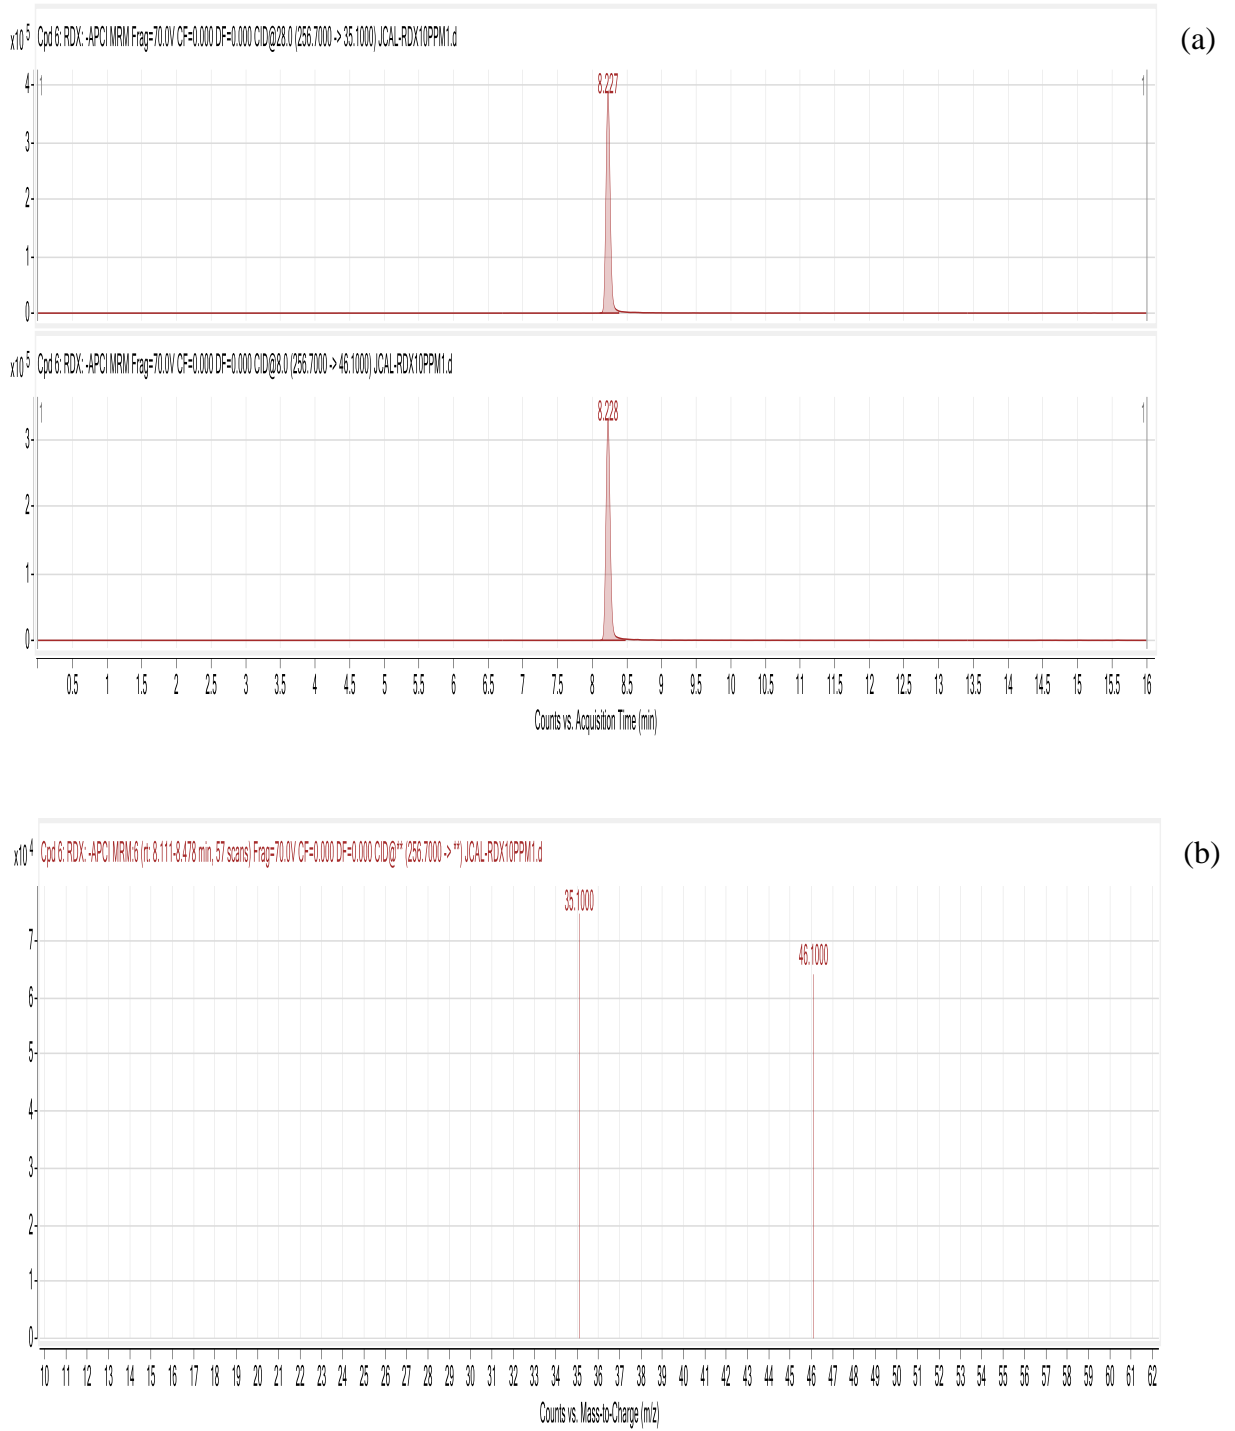 x10 5 Cpd 6: RDX: -APCI MRM Frag=70.0V CF=0.000 DF=0.000 CID@28.0 (256.7000 -> 35.1000) JCAL-RDX10PPM1.d
(a)
1 1
8.227
4
3
2
1
0
x10 5 Cpd 6: RDX: -APCI MRM Frag=70.0V CF=0.000 DF=0.000 CID@8.0 (256.7000 -> 46.1000) JCAL-RDX10PPM1.d
1 1
8.228
3
2
1
0
0.5 1 1.5 2 2.5 3 3.5 4 4.5 5 5.5 6 6.5 7 7.5 8 8.5 9 9.5 10 10.5 11 11.5 12 12.5 13 13.5 14 14.5 15 15.5 16
Counts vs. Acquisition Time (min)
x10 4 Cpd 6: RDX: -APCI MRM:6 (rt: 8.111-8.478 min, 57 scans) Frag=70.0V CF=0.000 DF=0.000 CID@** (256.7000 -> **) JCAL-RDX10PPM1.d
(b)
35.1000
46.1000
7
6
5
4
3
2
1
0
10 11 12 13 14 15 16 17 18 19 20 21 22 23 24 25 26 27 28 29 30 31 32 33 34 35 36 37 38 39 40 41 42 43 44 45 46 47 48 49 50 51 52 53 54 55 56 57 58 59 60 61 62
Counts vs. Mass-to-Charge (m/z)